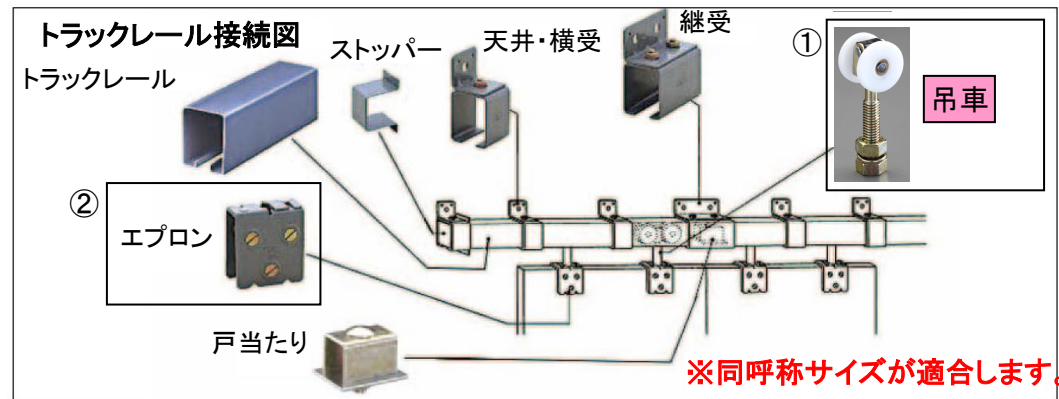 トラックレール接続図
トラックレール
ストッパー
天井・横受
継受
①
吊車
②
エプロン
戸当たり
※同呼称サイズが適合します。